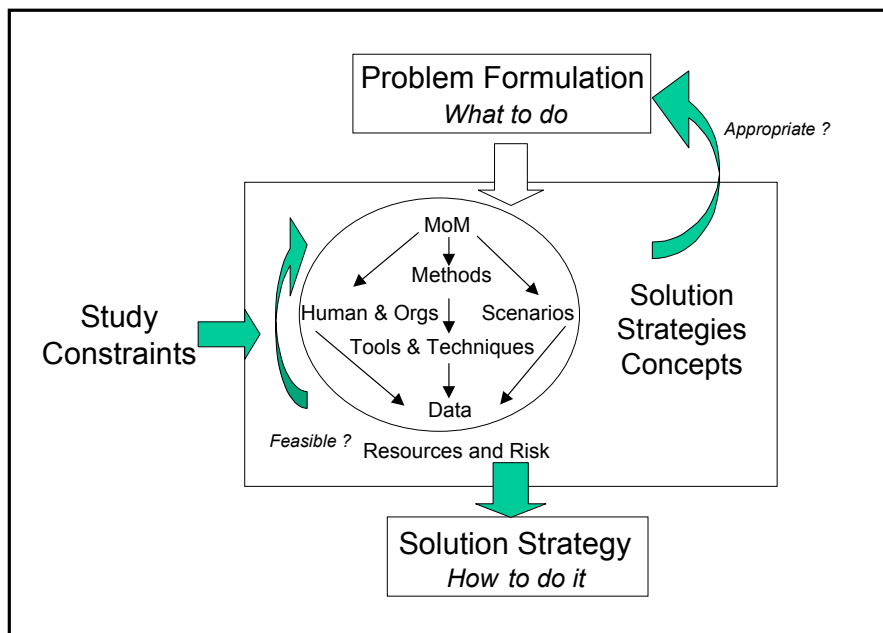 Problem Formulation
What to do
Appropriate ?
MoM
Methods
Human & Orgs
Scenarios
Tools & Techniques
Data
Study
Constraints
Solution
Strategies
Concepts
Feasible ?
Resources and Risk
Solution Strategy
How to do it